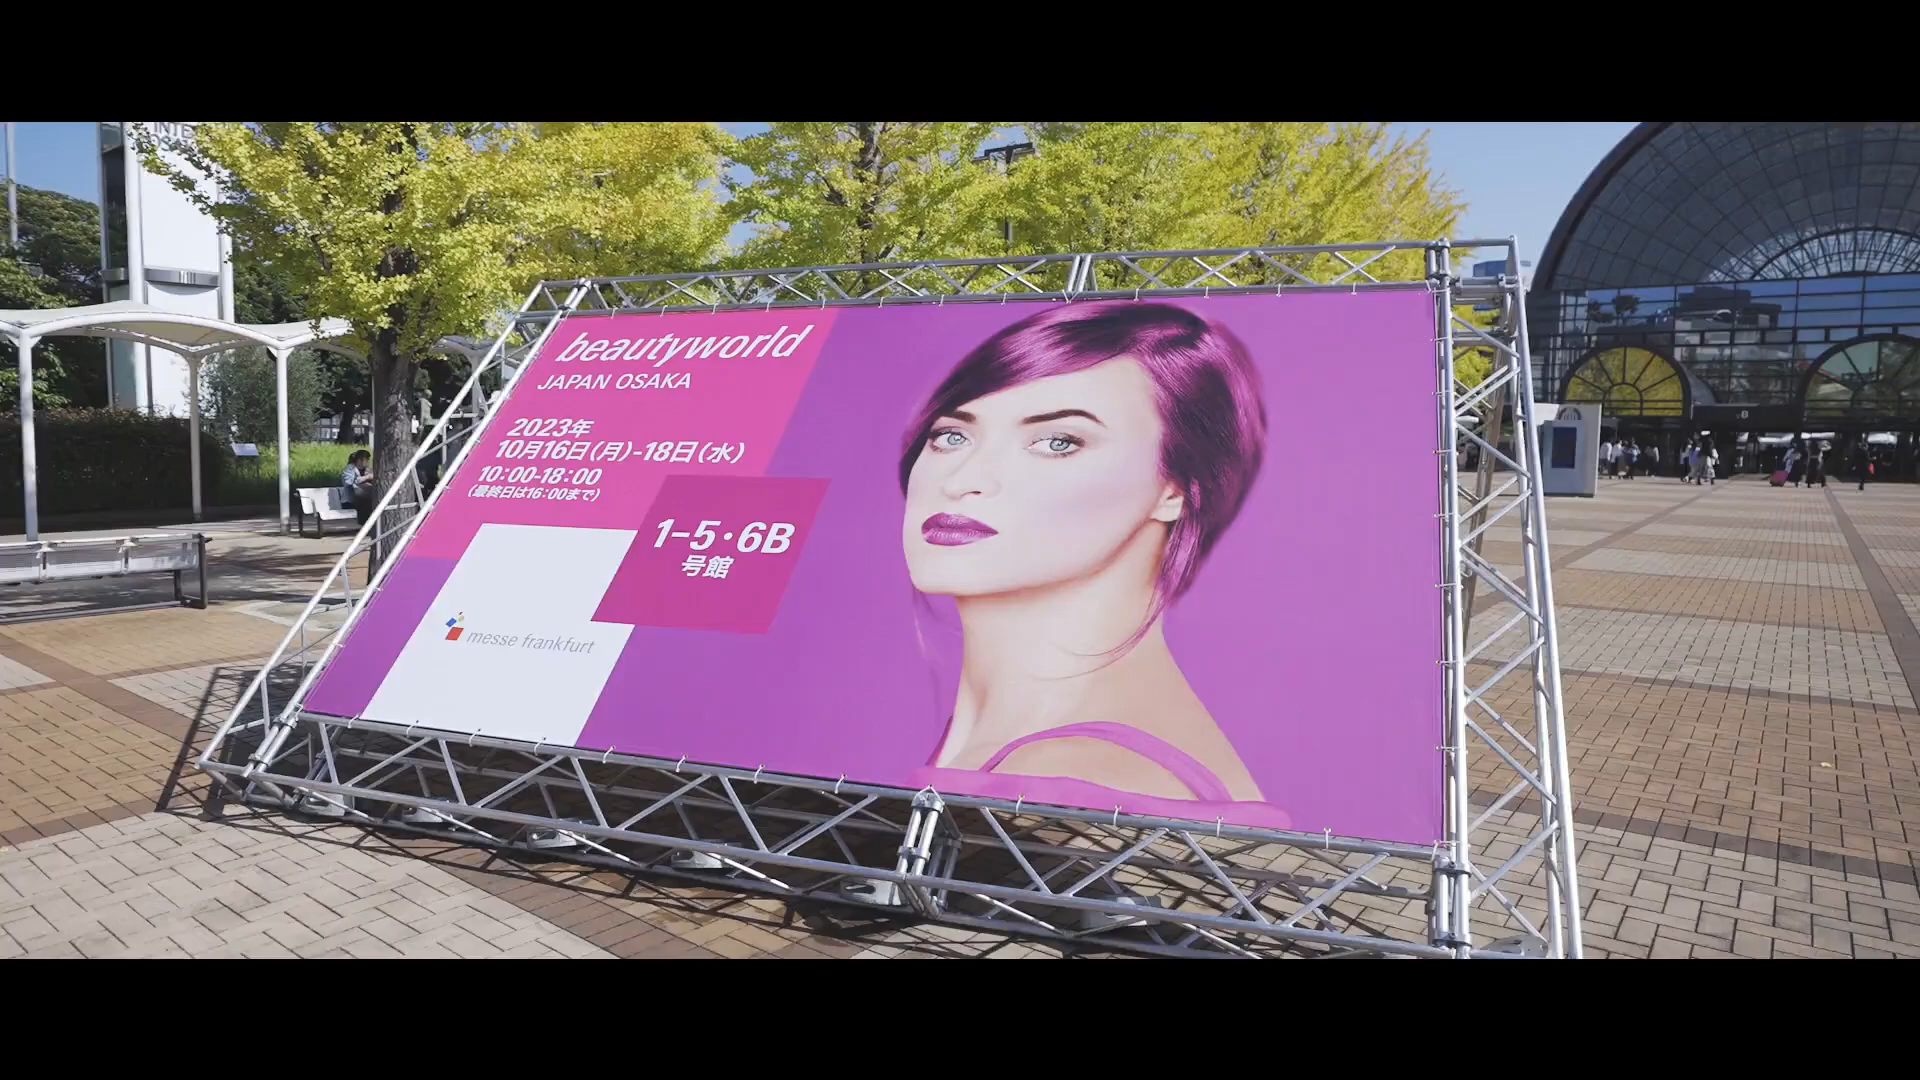 INTE
OSA
beautyworld
JAPAN OSAKA
2023年
10月16日(月)-18日(水)
10:00-18:00
(最終日は16:00まで)
1-5・6B
号館
messe frankfurt